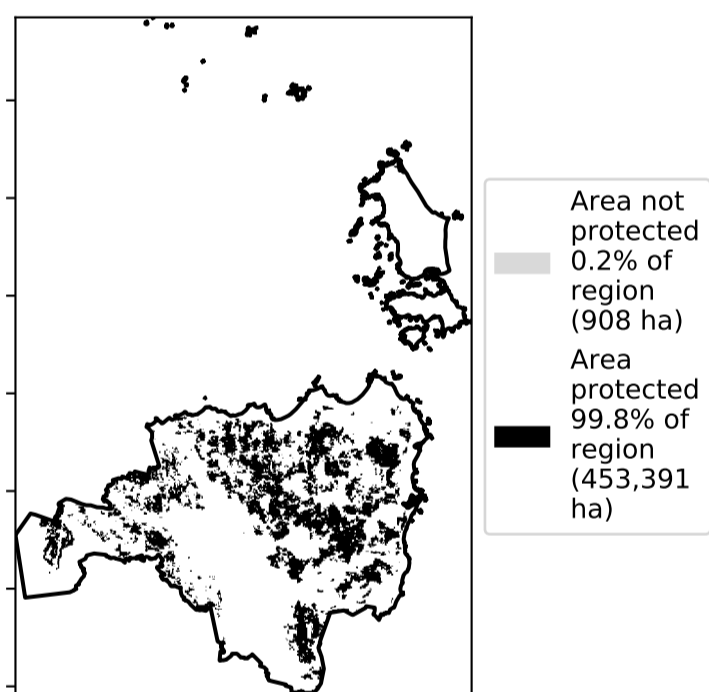 Area not
protected
0.2% of
region
(908 ha)
Area
protected
99.8% of
region
(453,391
ha)